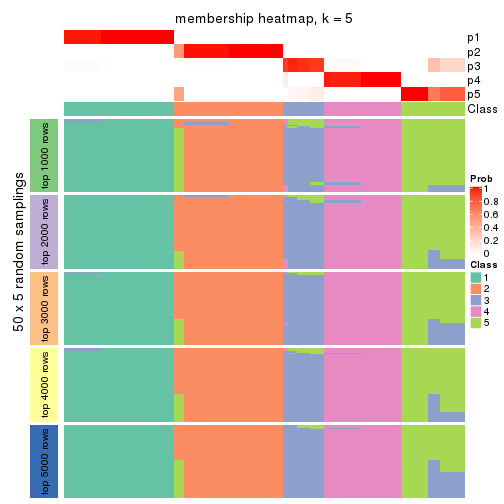 membership heatmap, k = 5
p1
p2
p3
p4
p5
Class
50 x 5 random samplings
top 1000 rows
top 2000 rows
top 3000 rows
top 4000 rows
top 5000 rows
Prob
1
0.8
0.6
0.4
0.2
0
Class
1
2
3
4
5